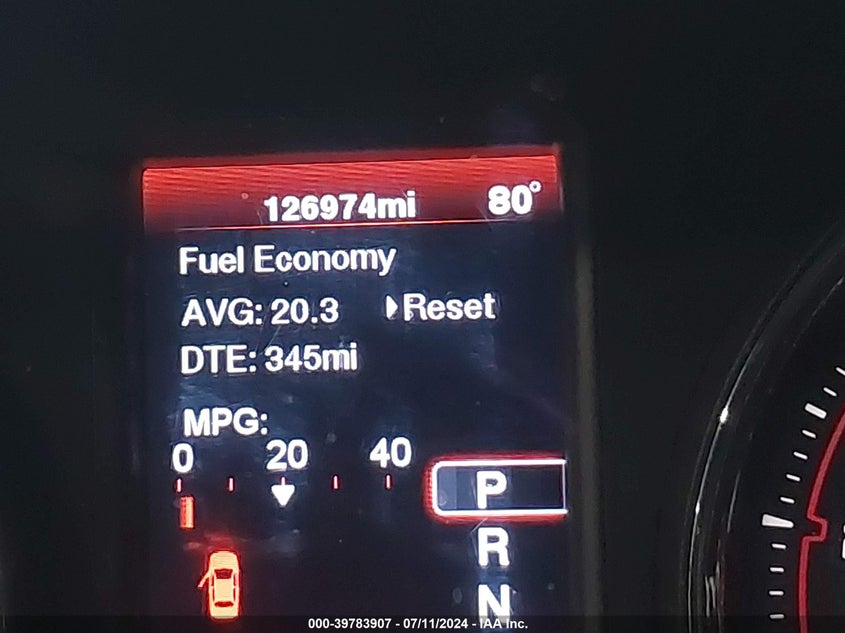 126974mi 80°
Fuel Economy
AVG: 20.3 Reset
DTE: 345mi
MPG:
0 20 40
P
R
N
000-39783907 - 07/11/2024 - IAA Inc.